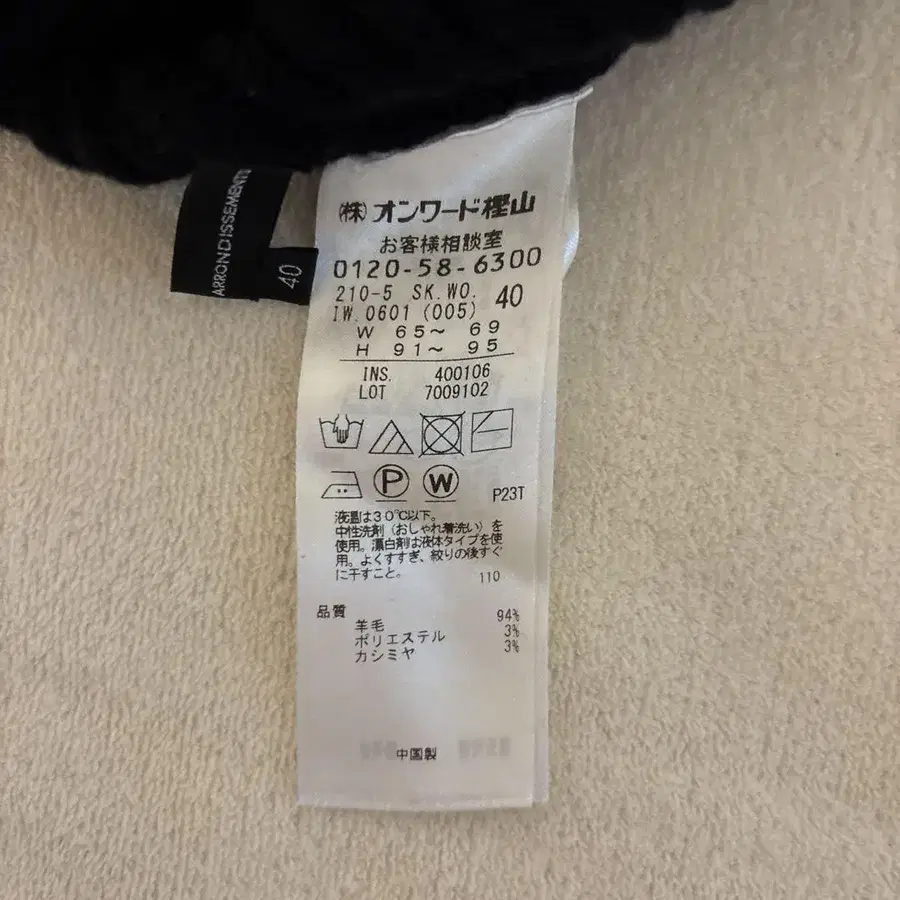 ARRONDISSEMENTS
40
(株)オンワード樫山
お客様相談室
0120-58-6300
210-5 SK.WO. 40
IW.0601 (005)
W 65~ 69
H 91~ 95
INS. 400106
LOT 7009102
P W P23T
液温は30℃以下。
中性洗剤(おしゃれ着洗い)を
使用。漂白剤は液体タイプを使
用。よくすすぎ、絞りの後すぐ
に干すこと。
110
品質
羊毛 94%
ポリエステル 3%
カシミヤ 3%
中国製